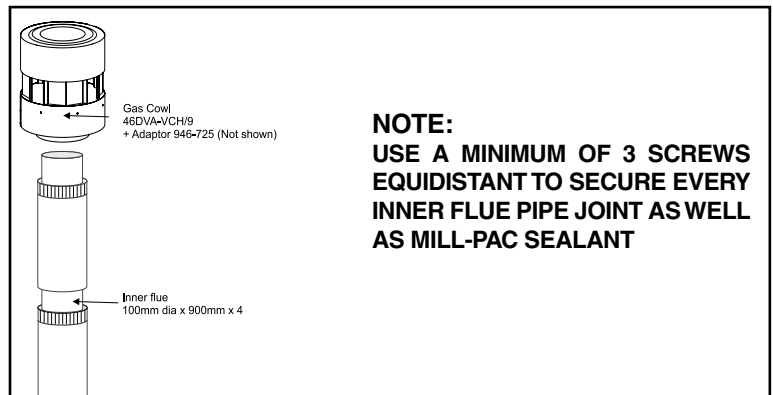 Gas Cowl
46DVA-VCH/9
+ Adaptor 946-725 (Not shown)
NOTE:
USE A MINIMUM OF 3 SCREWS
EQUIDISTANT TO SECURE EVERY
INNER FLUE PIPE JOINT AS WELL
AS MILL-PAC SEALANT
Inner flue
100mm dia x 900mm x 4